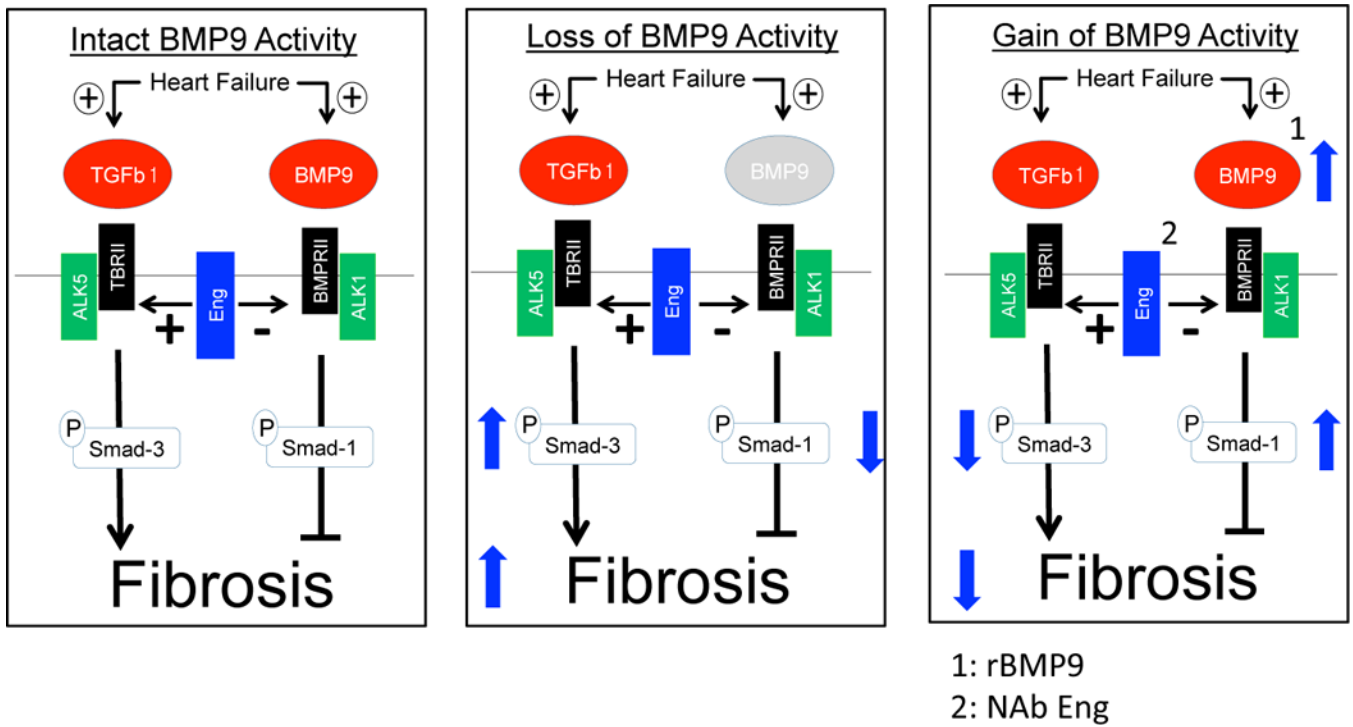 Intact BMP9 Activity
Heart Failure
+ +
TGFb1 BMP9
ALK5 TBRII Eng BMPRII ALK1
+ -
P Smad-3 P Smad-1
Fibrosis
Loss of BMP9 Activity
Heart Failure
+ +
TGFb1 BMP9
ALK5 TBRII Eng BMPRII ALK1
+ -
P Smad-3 P Smad-1
Fibrosis
Gain of BMP9 Activity
Heart Failure
+ +
1
TGFb1 BMP9
2
ALK5 TBRII Eng BMPRII ALK1
+ -
P Smad-3 P Smad-1
Fibrosis
1: rBMP9
2: NAb Eng